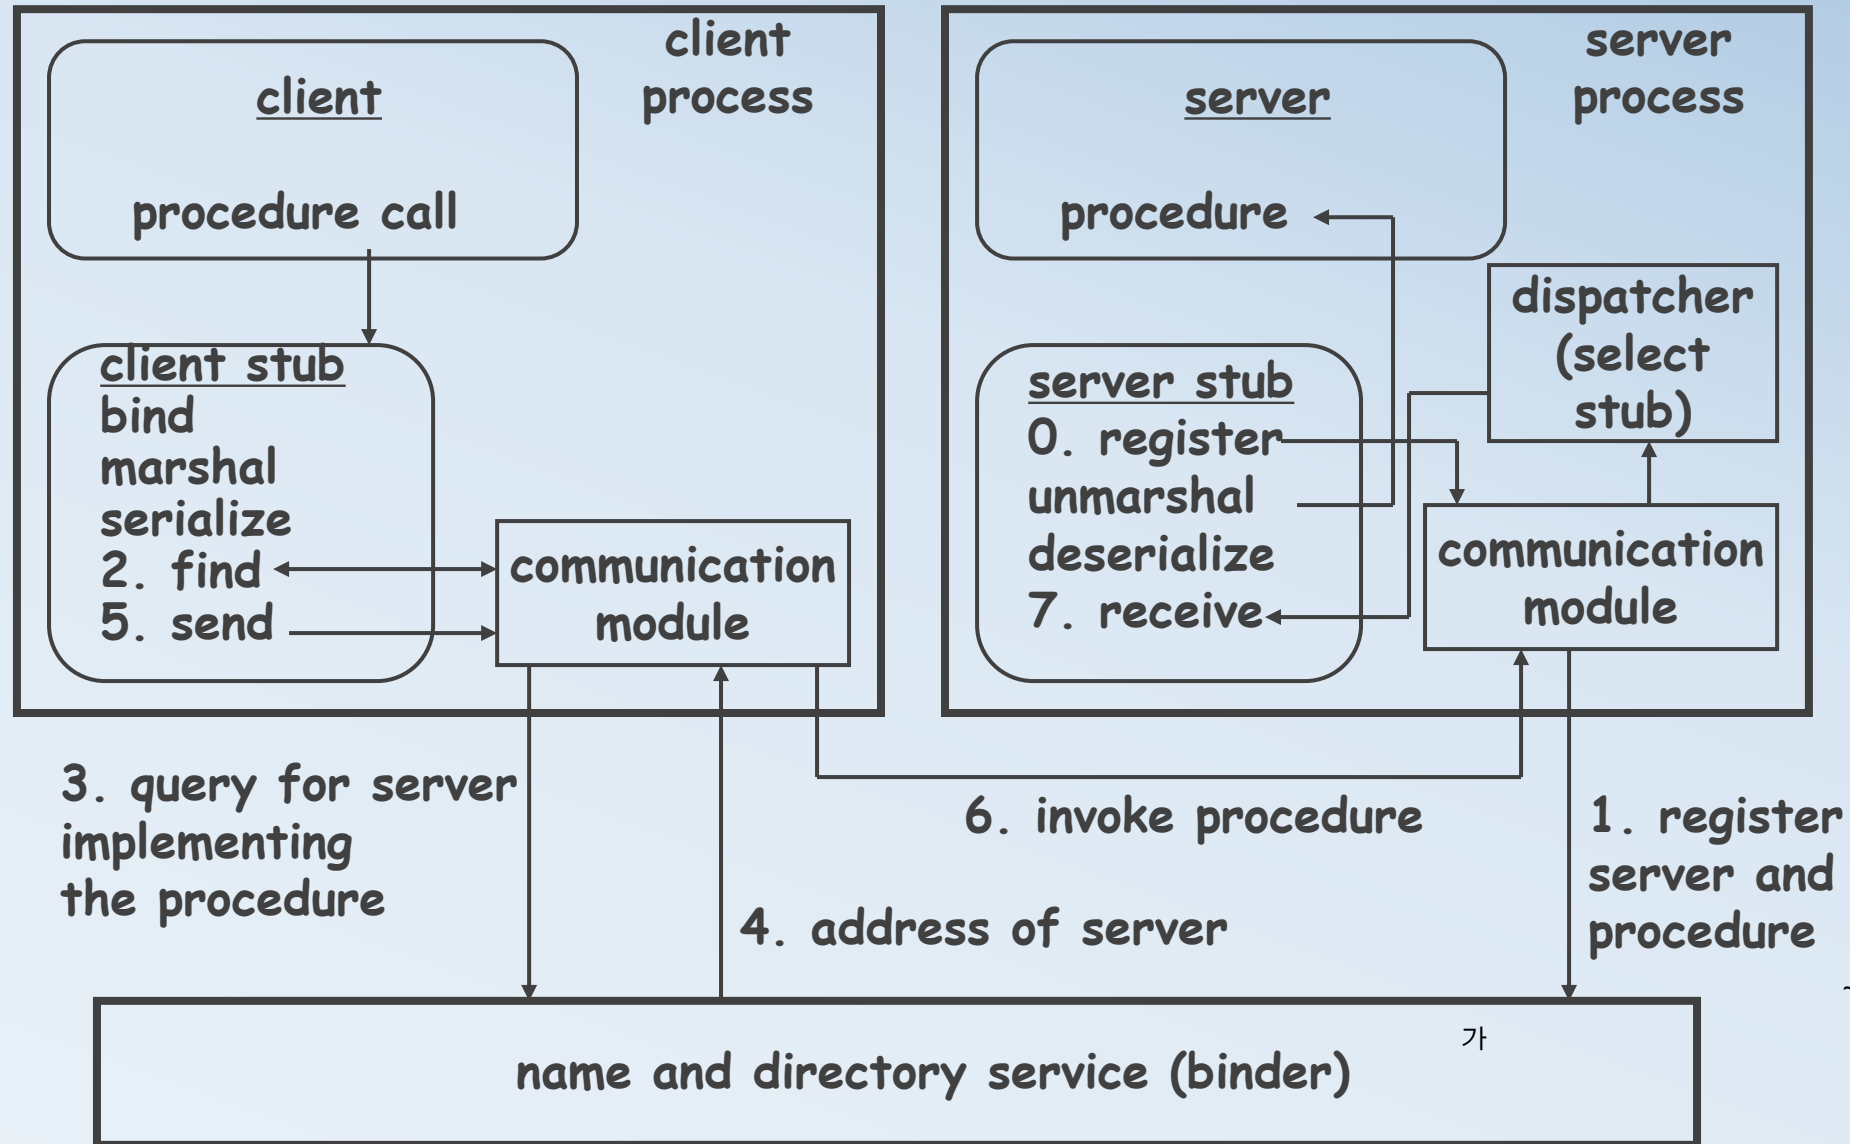 client
process
client
procedure call
client stub
bind
marshal
serialize
2. find
5. send
communication
module
server
process
server
procedure
dispatcher
(select
stub)
server stub
0. register
unmarshal
deserialize
7. receive
communication
module
3. query for server
implementing
the procedure
4. address of server
6. invoke procedure
1. register
server and
procedure
~
가
name and directory service (binder)